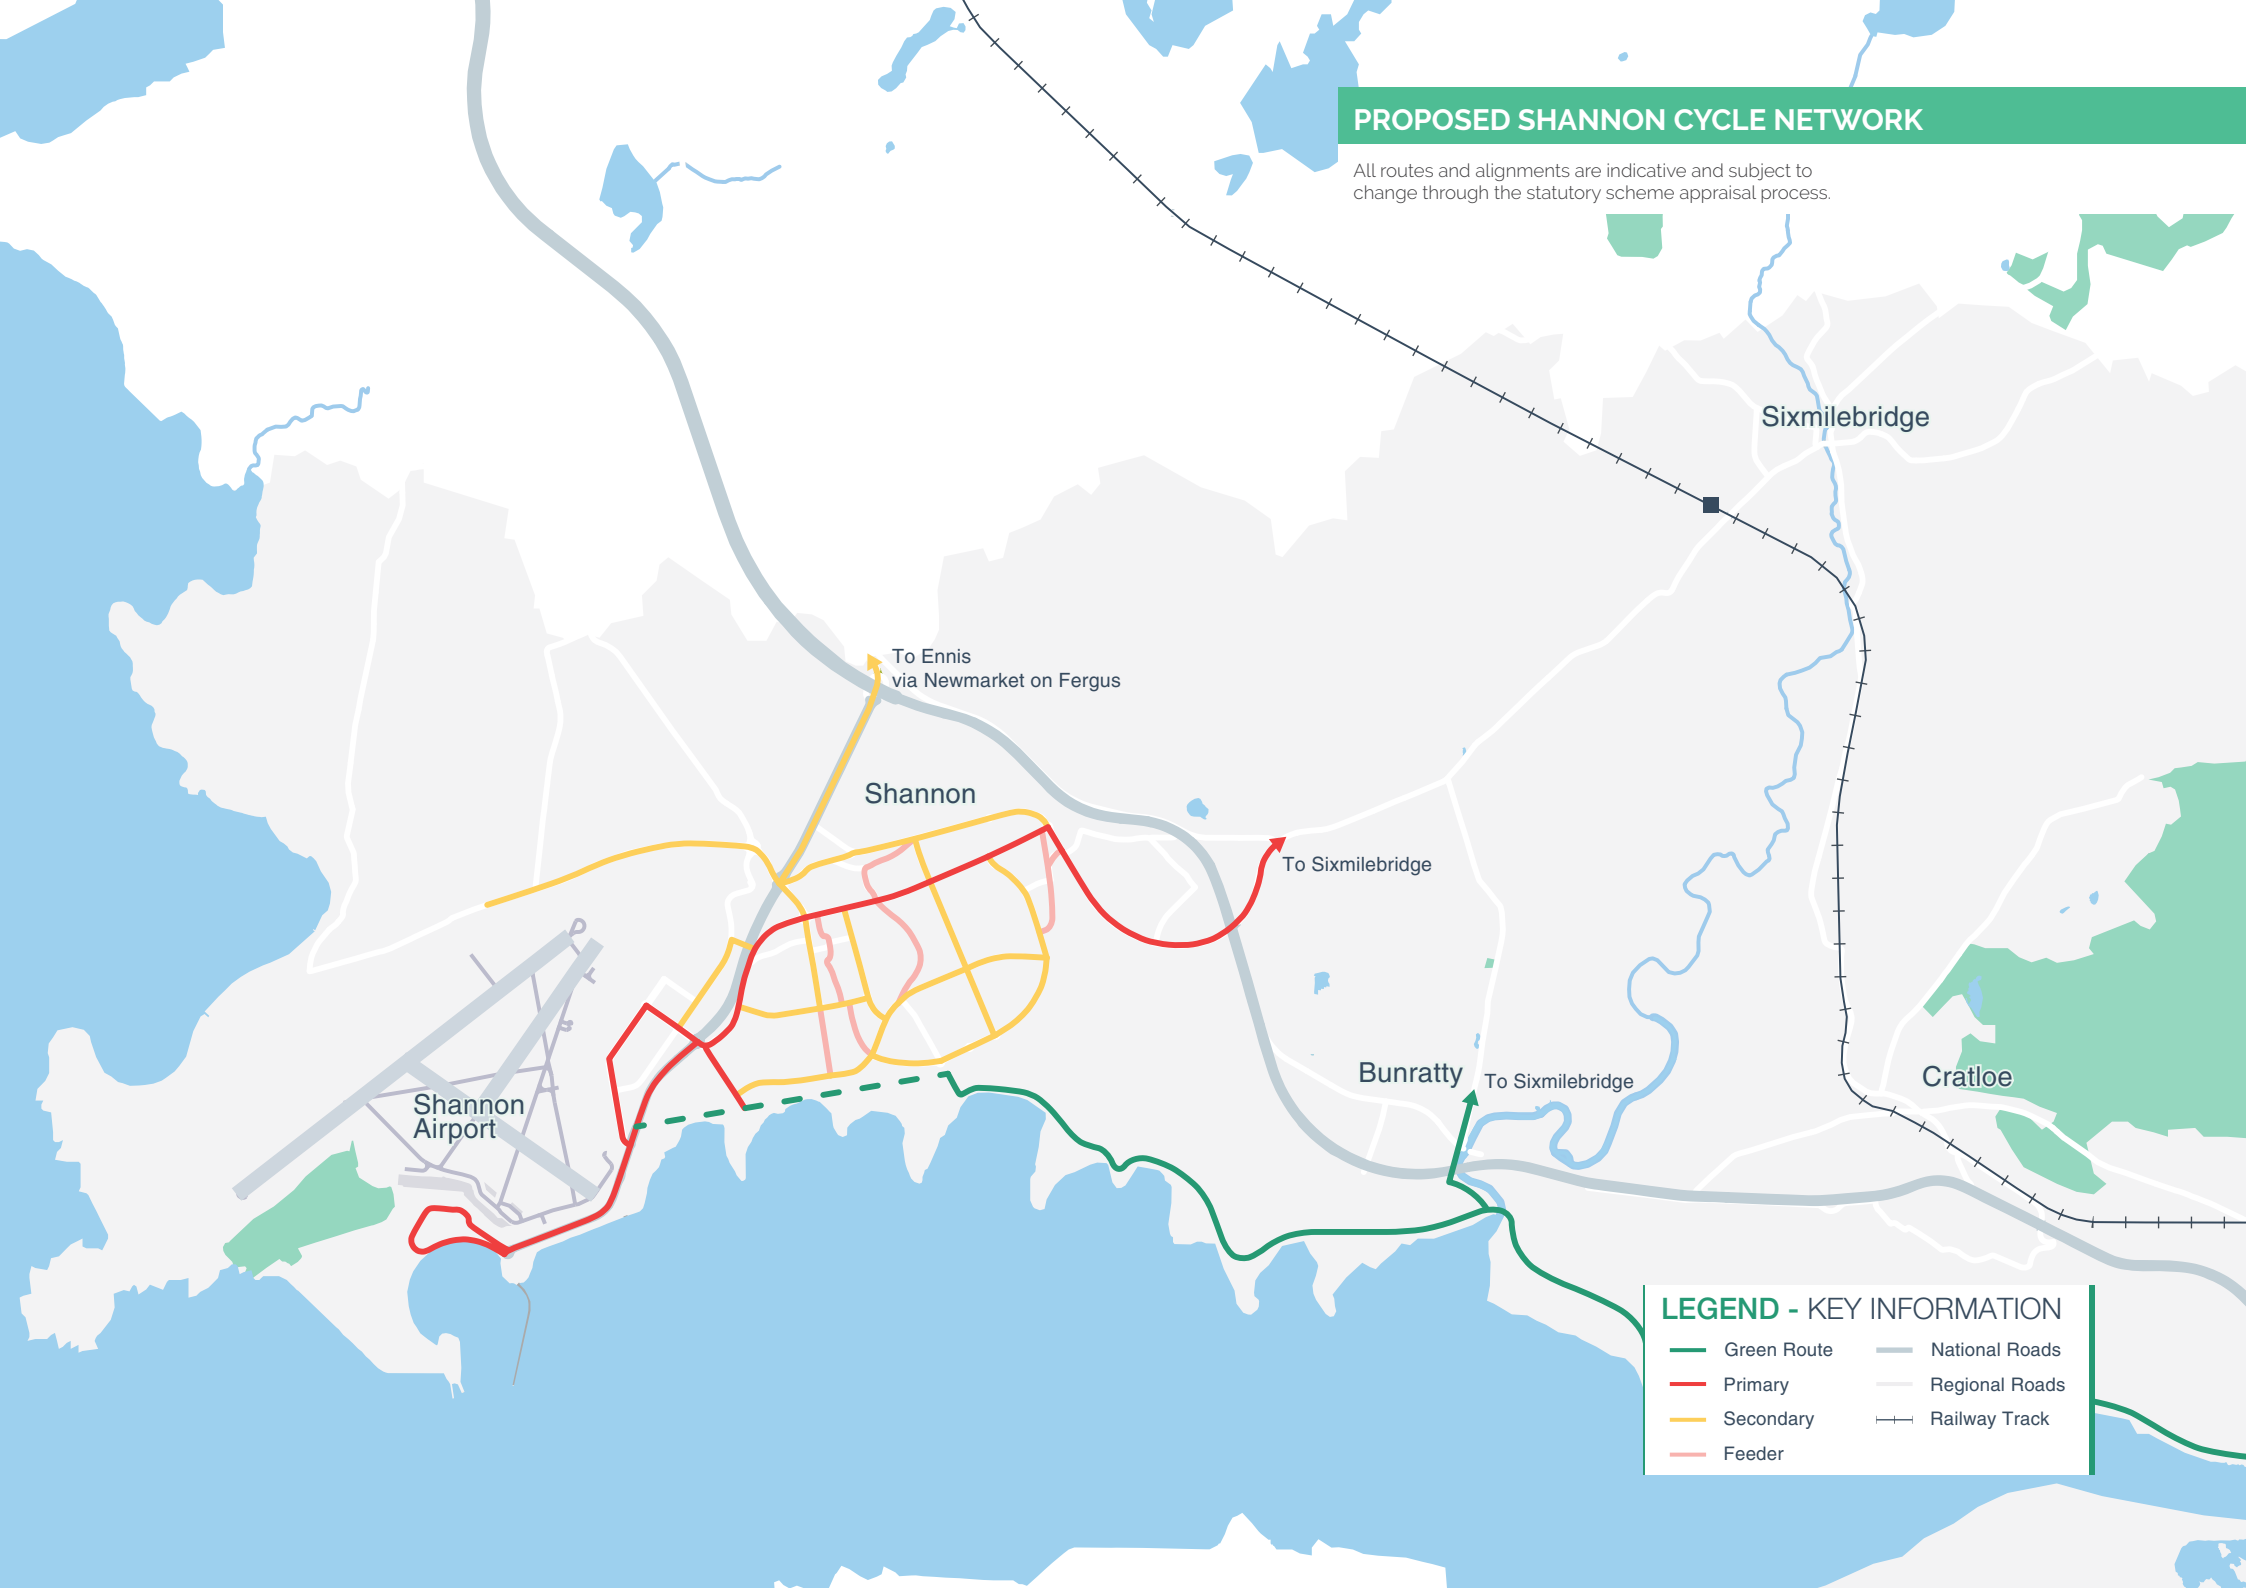 PROPOSED SHANNON CYCLE NETWORK
All routes and alignments are indicative and subject to
change through the statutory scheme appraisal process.
Sixmilebridge
To Ennis
via Newmarket on Fergus
Shannon
To Sixmilebridge
Bunratty
To Sixmilebridge
Cratloe
Shannon
Airport
LEGEND - KEY INFORMATION
Green Route
National Roads
Primary
Regional Roads
Secondary
Railway Track
Feeder